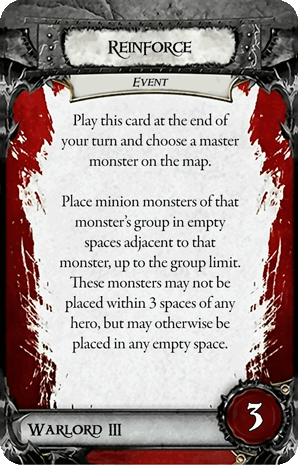 Reinforce
Event
Play this card at the end of
your turn and choose a master
monster on the map.
Place minion monsters of that
monster's group in empty
spaces adjacent to that
monster, up to the group limit.
These monsters may not be
placed within 3 spaces of any
hero, but may otherwise be
placed in any empty space.
Warlord III
3